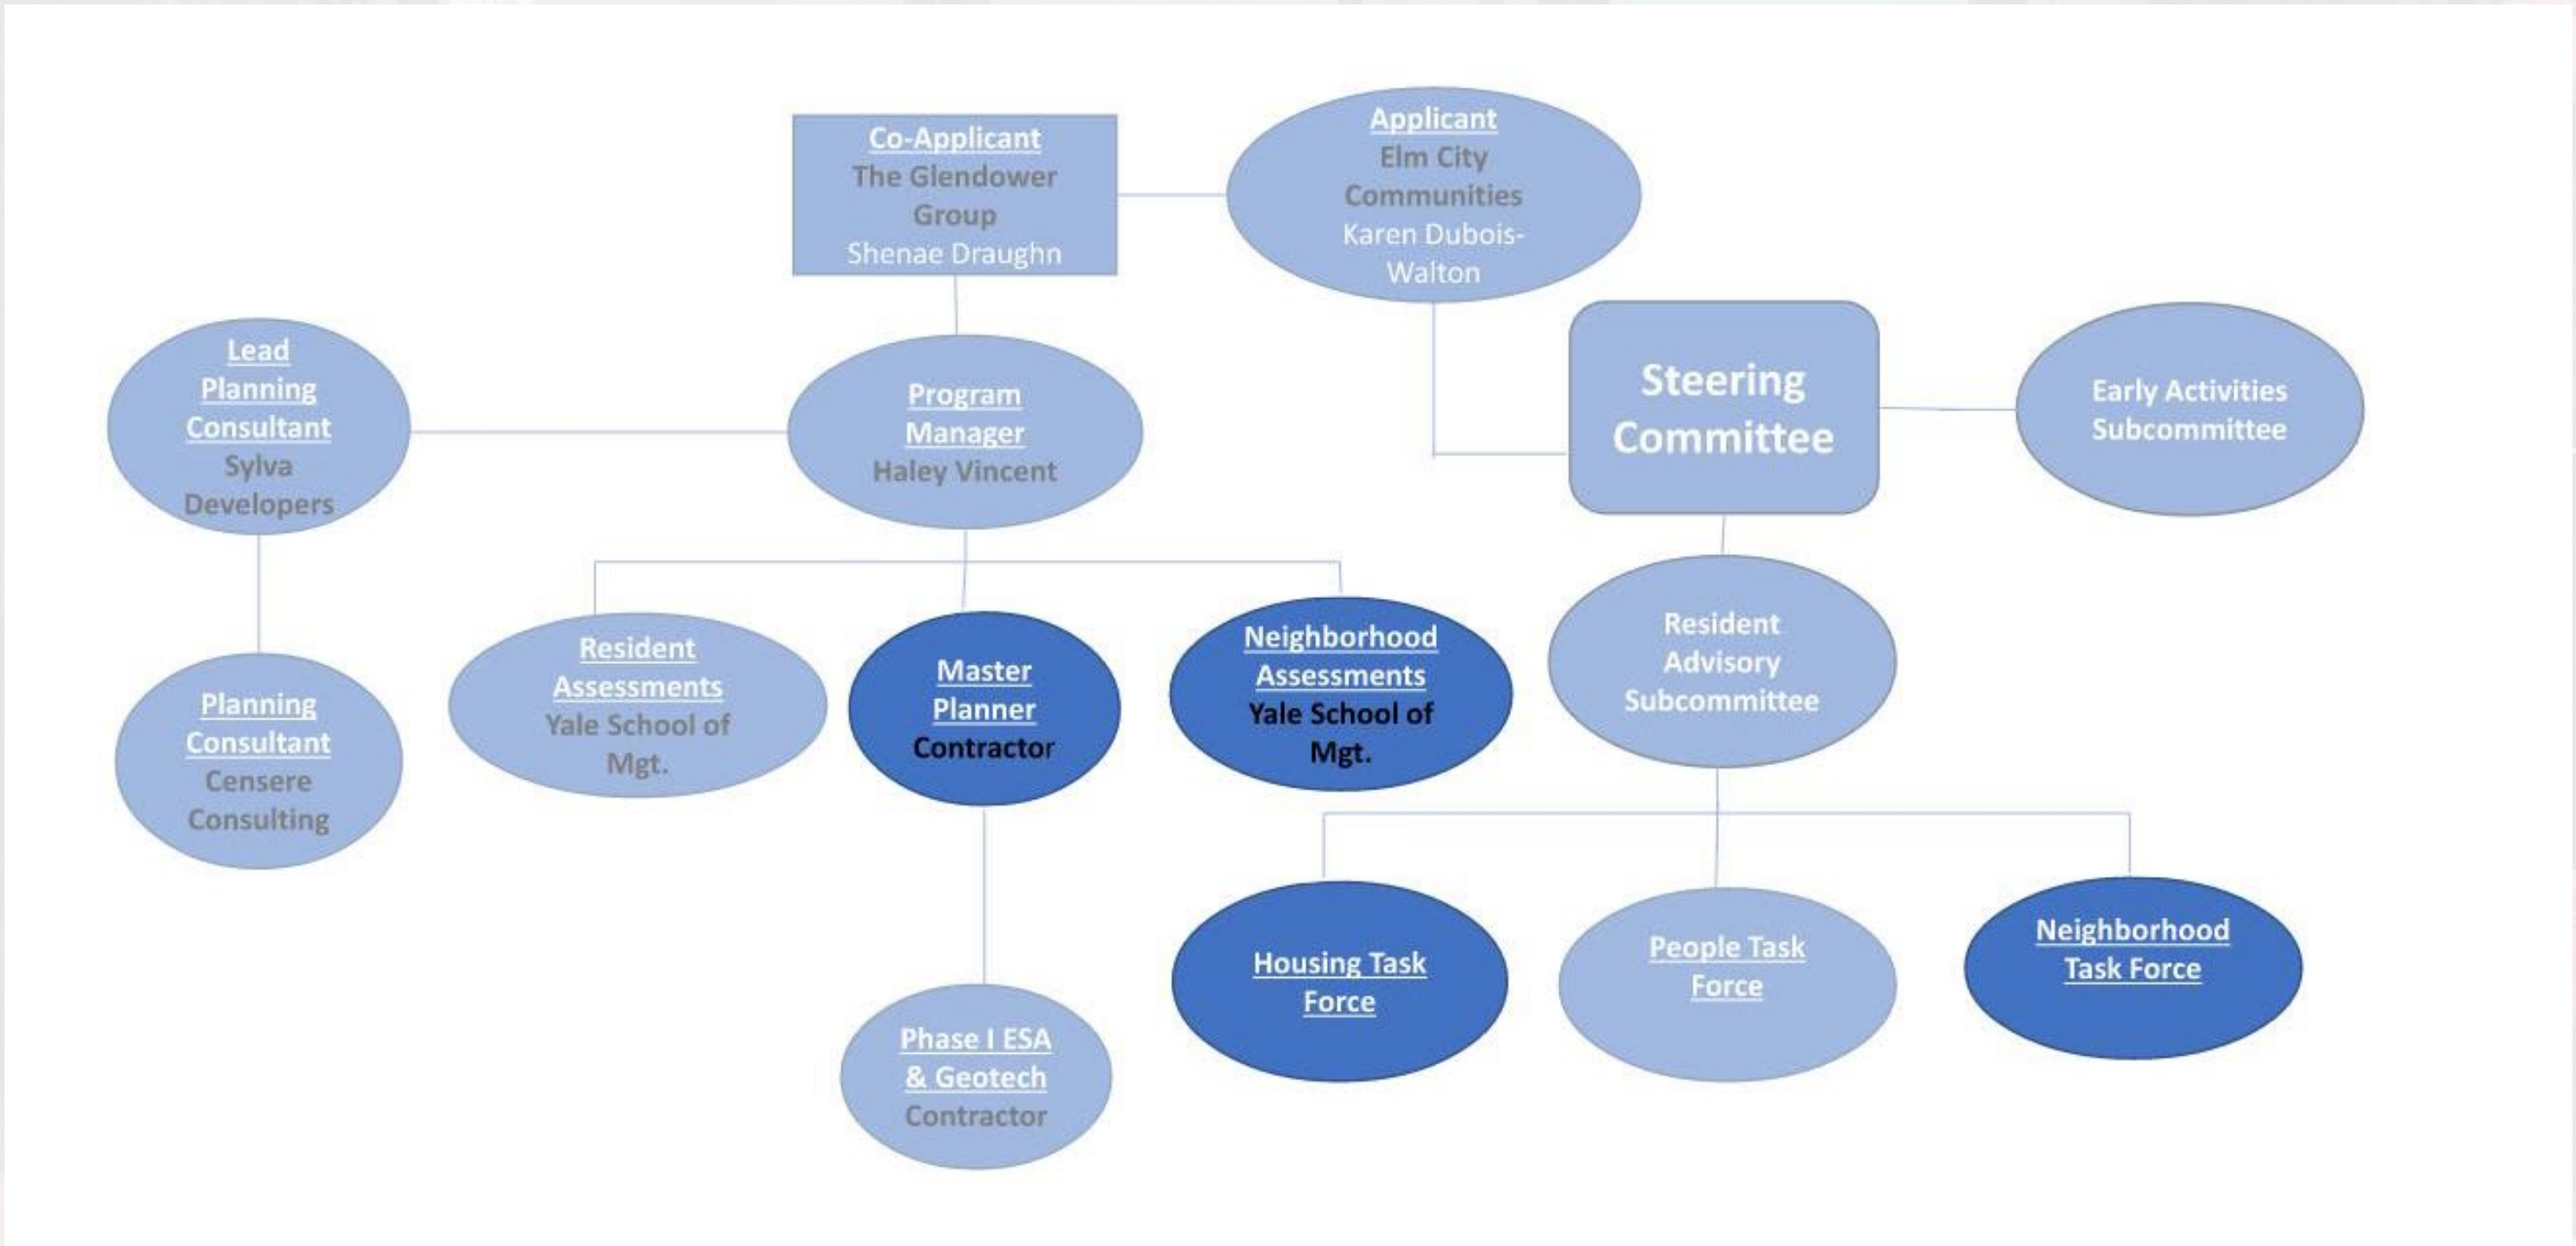 Co-Applicant
The Glendower
Group
Shenae Draughn
Applicant
Elm City
Communities
Karen Dubois-
Walton
Lead
Planning
Consultant
Sylva
Developers
Program
Manager
Haley Vincent
Steering
Committee
Early Activities
Subcommittee
Planning
Consultant
Censere
Consulting
Resident
Assessments
Yale School of
Mgt.
Master
Planner
Contractor
Neighborhood
Assessments
Yale School of
Mgt.
Resident
Advisory
Subcommittee
Phase I ESA
& Geotech
Contractor
Housing Task
Force
People Task
Force
Neighborhood
Task Force